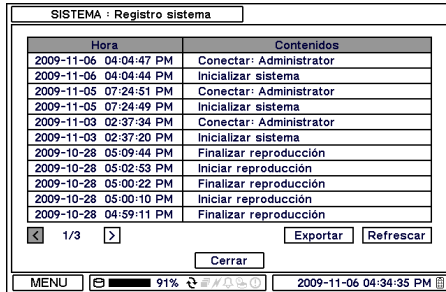 SISTEMA : Registro sistema
Hora Contenidos
2009-11-06 04:04:47 PM Conectar: Administrator
2009-11-06 04:04:44 PM Inicializar sistema
2009-11-05 07:24:51 PM Conectar: Administrator
2009-11-05 07:24:49 PM Inicializar sistema
2009-11-03 02:37:34 PM Conectar: Administrator
2009-11-03 02:37:20 PM Inicializar sistema
2009-10-28 05:09:44 PM Finalizar reproducción
2009-10-28 05:02:53 PM Iniciar reproducción
2009-10-28 05:00:22 PM Finalizar reproducción
2009-10-28 05:00:10 PM Iniciar reproducción
2009-10-28 04:59:11 PM Finalizar reproducción
< 1/3 > Exportar Refrescar
Cerrar
MENU 91% 2009-11-06 04:34:35 PM